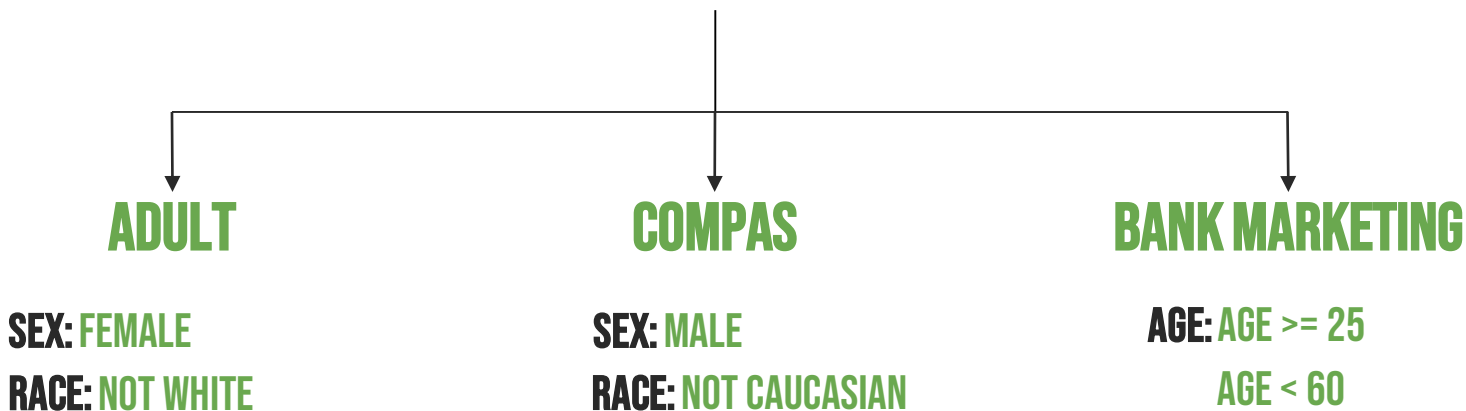 ADULT
SEX: FEMALE
RACE: NOT WHITE
COMPAS
SEX: MALE
RACE: NOT CAUCASIAN
BANK MARKETING
AGE: AGE >= 25
AGE < 60